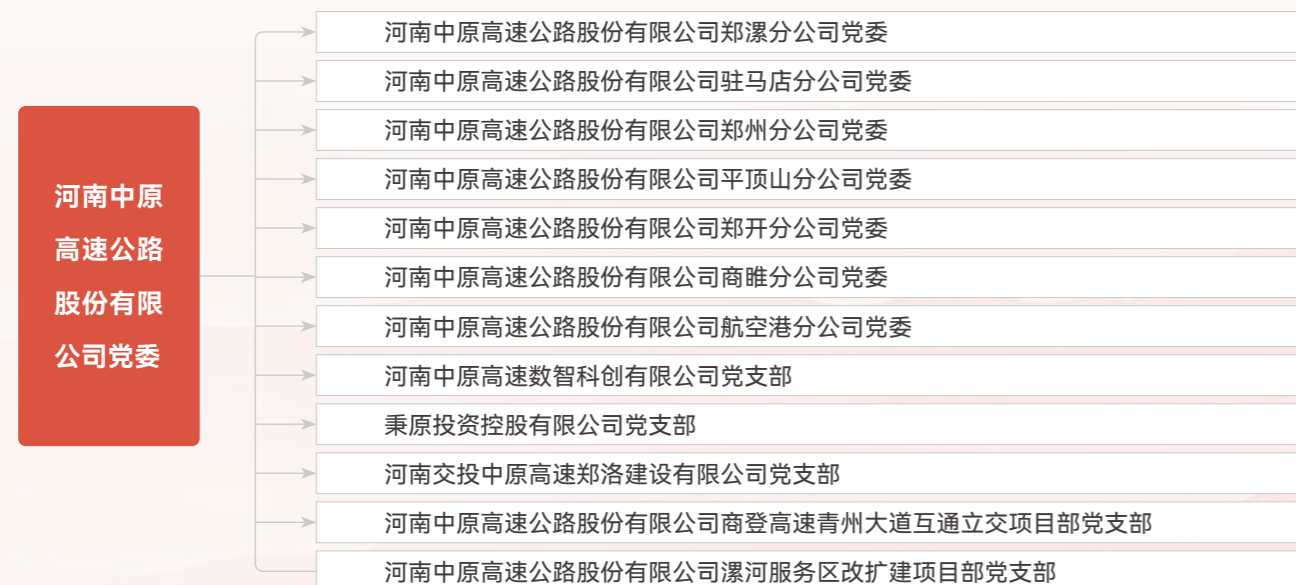 河南中原
高速公路
股份有限
公司党委
河南中原高速公路股份有限公司郑漯分公司党委
河南中原高速公路股份有限公司驻马店分公司党委
河南中原高速公路股份有限公司郑州分公司党委
河南中原高速公路股份有限公司平顶山分公司党委
河南中原高速公路股份有限公司郑开分公司党委
河南中原高速公路股份有限公司商睢分公司党委
河南中原高速公路股份有限公司航空港分公司党委
河南中原高速数智科创有限公司党支部
秉原投资控股有限公司党支部
河南交投中原高速郑洛建设有限公司党支部
河南中原高速公路股份有限公司商登高速青州大道互通立交项目部党支部
河南中原高速公路股份有限公司漯河服务区改扩建项目部党支部